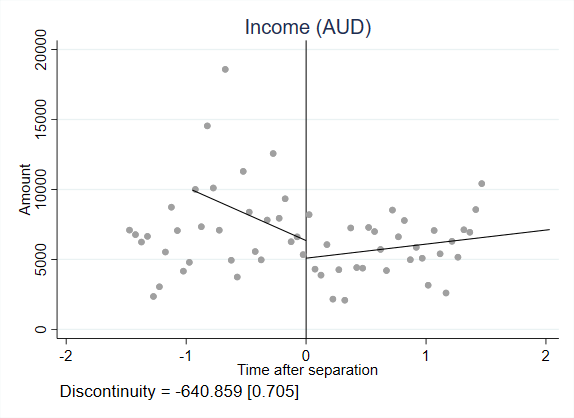 Income (AUD)
Amount
20000
15000
10000
5000
0
-2
-1
0
1
2
Time after separation
Discontinuity = -640.859 [0.705]